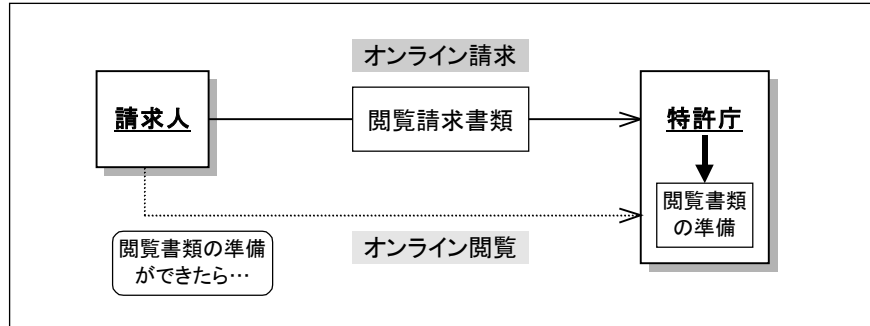 オンライン請求
請求人
閲覧請求書類
特許庁
閲覧書類
の準備
閲覧書類の準備
ができたら…
オンライン閲覧